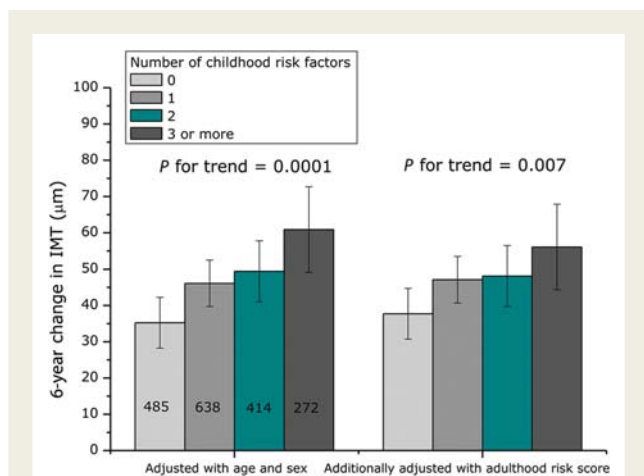 Number of childhood risk factors
0
1
2
3 or more
P for trend = 0.0001
P for trend = 0.007
6-year change in IMT (μm)
100
90
80
70
60
50
40
30
20
10
0
485
638
414
272
Adjusted with age and sex
Additionally adjusted with adulthood risk score